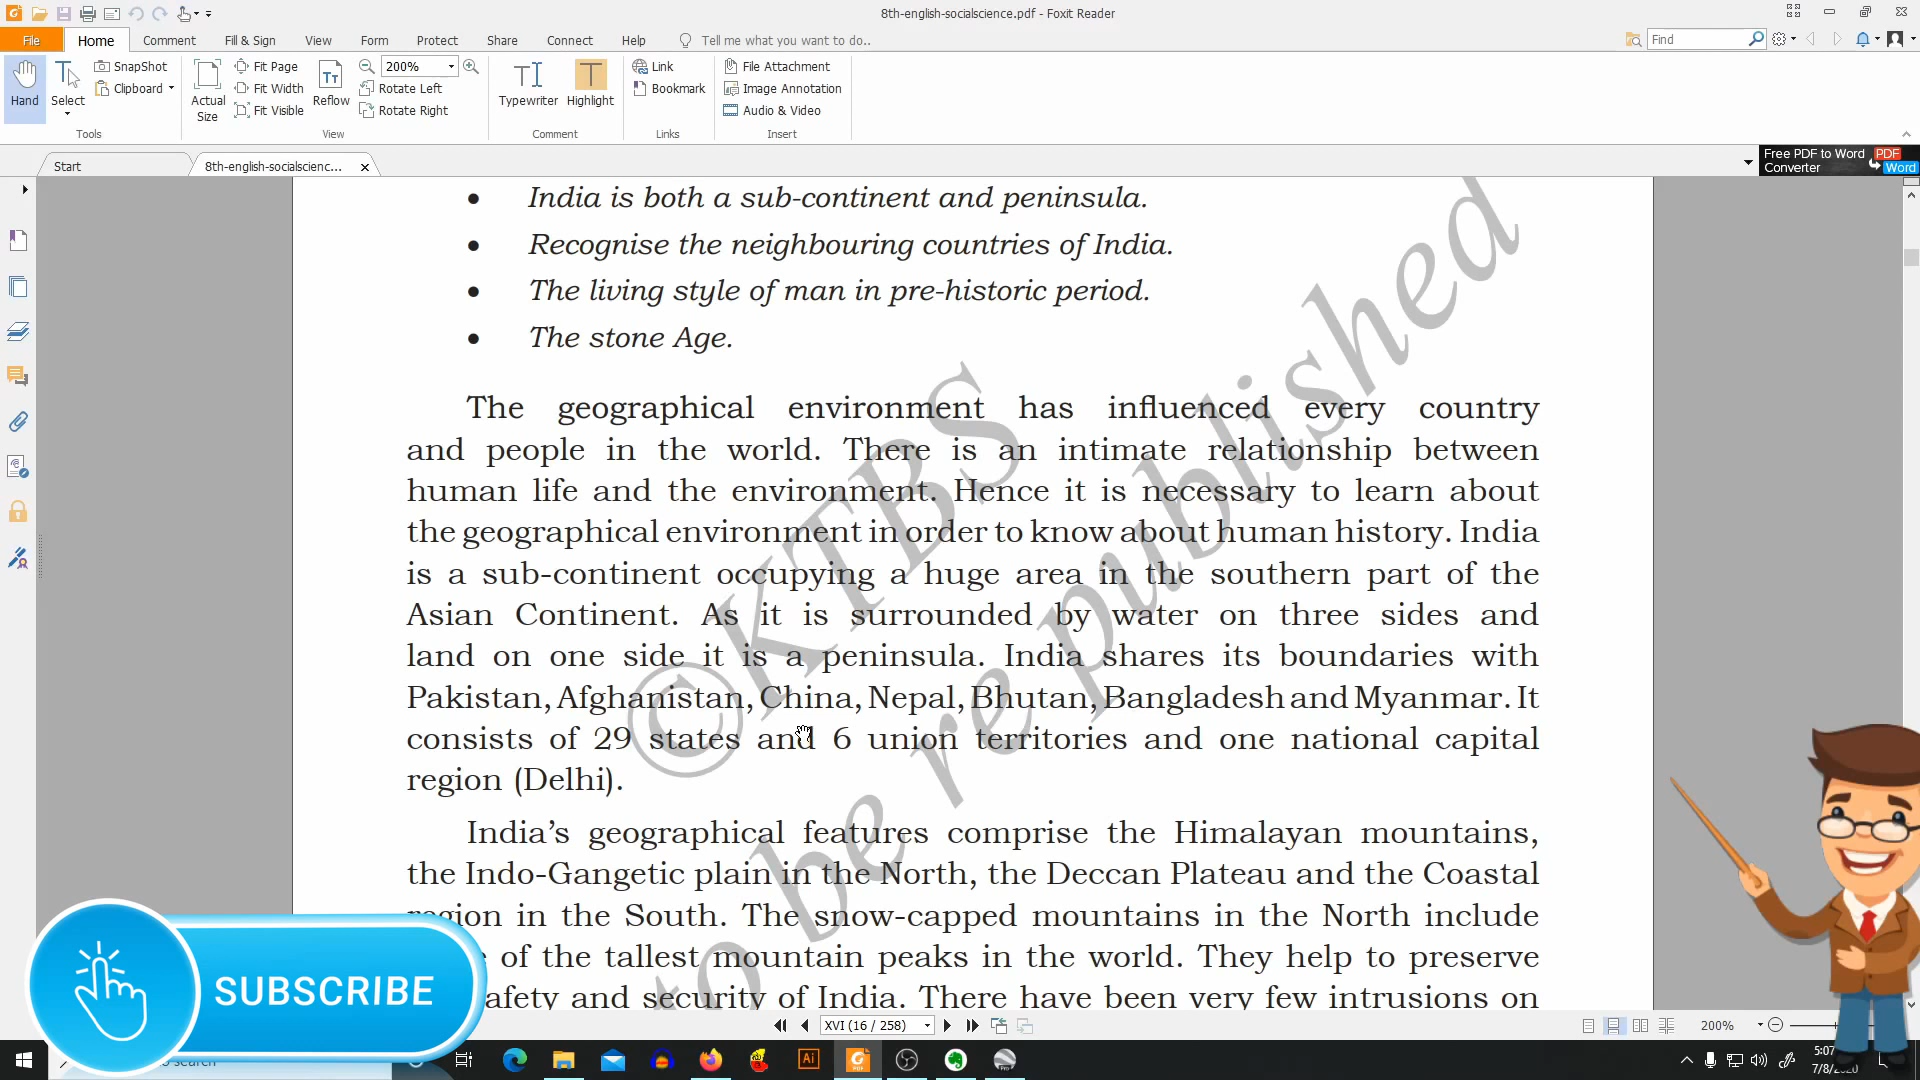 8th-english-socialscience.pdf - Foxit Reader
File Home Comment Fill & Sign View Form Protect Share Connect Help Tell me what you want to do.. Find
Hand Select SnapShot Clipboard Actual Size Fit Page Fit Width Fit Visible Reflow 200% Rotate Left Rotate Right Typewriter Highlight Link Bookmark File Attachment Image Annotation Audio & Video
Tools View Comment Links Insert
Start 8th-english-socialscienc... Free PDF to Word Converter PDF Word
• India is both a sub-continent and peninsula.
• Recognise the neighbouring countries of India.
• The living style of man in pre-historic period.
• The stone Age.
The geographical environment has influenced every country
and people in the world. There is an intimate relationship between
human life and the environment. Hence it is necessary to learn about
the geographical environment in order to know about human history. India
is a sub-continent occupying a huge area in the southern part of the
Asian Continent. As it is surrounded by water on three sides and
land on one side it is a peninsula. India shares its boundaries with
Pakistan, Afghanistan, China, Nepal, Bhutan, Bangladesh and Myanmar. It
consists of 29 states and 6 union territories and one national capital
region (Delhi).
India's geographical features comprise the Himalayan mountains,
the Indo-Gangetic plain in the North, the Deccan Plateau and the Coastal
region in the South. The snow-capped mountains in the North include
of the tallest mountain peaks in the world. They help to preserve
safety and security of India. There have been very few intrusions on
©KTBS
to be re published
SUBSCRIBE
XVI (16 / 258) 200%
search Ai PDF 5:07
7/8/2020